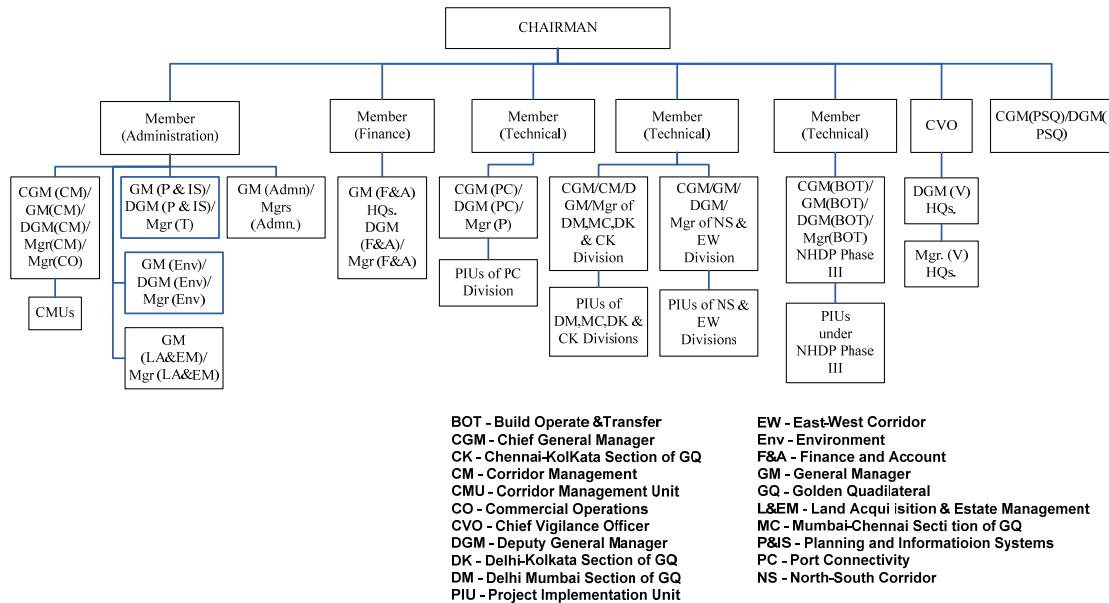 CHAIRMAN
Member
(Administration)
Member
(Finance)
Member
(Technical)
Member
(Technical)
Member
(Technical)
CVO
CGM(PSQ)/DGM(
PSQ)
CGM (CM)/
GM(CM)/
DGM(CM)/
Mgr(CM)/
Mgr(CO)
CMUs
GM (P & IS)/
DGM (P & IS)/
Mgr (T)
GM (Env)/
DGM (Env)/
Mgr (Env)
GM
(LA&EM)/
Mgr (LA&EM)
GM (Admn)/
Mgrs
(Admn.)
GM (F&A)
HQs.
DGM
(F&A)/
Mgr (F&A)
CGM (PC)/
DGM (PC)/
Mgr (P)
PIUs of PC
Division
CGM/CM/D
GM/Mgr of
DM,MC,DK
& CK
Division
PIUs of
DM,MC,DK &
CK Divisions
CGM/GM/
DGM/
Mgr of NS &
EW Division
PIUs of NS &
EW
Divisions
CGM(BOT)/
GM(BOT)/
DGM(BOT)/
Mgr(BOT)
NHDP Phase
III
PIUs
under
NHDP Phase
III
DGM (V)
HQs.
Mgr. (V)
HQs.
BOT - Build Operate &Transfer
CGM - Chief General Manager
CK - Chennai-KolKata Section of GQ
CM - Corridor Management
CMU - Corridor Management Unit
CO - Commercial Operations
CVO - Chief Vigilance Officer
DGM - Deputy General Manager
DK - Delhi-Kolkata Section of GQ
DM - Delhi Mumbai Section of GQ
PIU - Project Implementation Unit
EW - East-West Corridor
Env - Environment
F&A - Finance and Account
GM - General Manager
GQ - Golden Quadilateral
L&EM - Land Acqu isition & Estate Management
MC - Mumbai-Chennai Secti tion of GQ
P&IS - Planning and Informatioion Systems
PC - Port Connectivity
NS - North-South Corridor